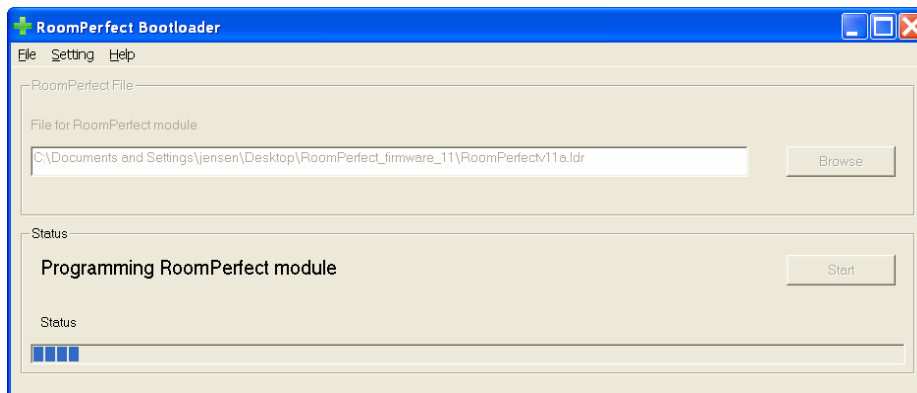 RoomPerfect Bootloader
File Setting Help
RoomPerfect File
File for RoomPerfect module
C:\Documents and Settings\jensen\Desktop\RoomPerfect_firmware_11\RoomPerfectv11a.ldr
Browse
Status
Programming RoomPerfect module
Start
Status